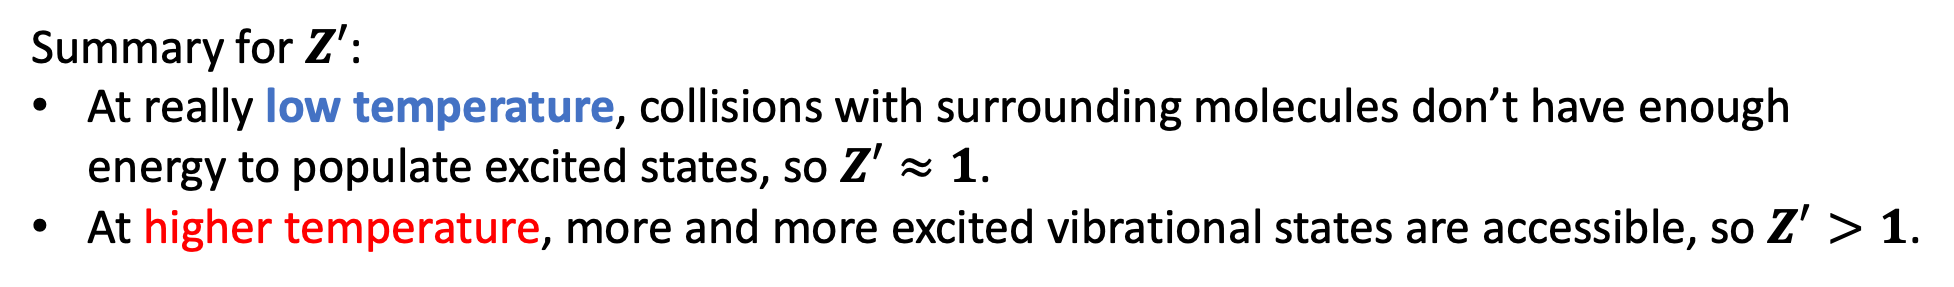 Summary for Z′:
• At really low temperature, collisions with surrounding molecules don’t have enough
energy to populate excited states, so Z′ ≈ 1.
• At higher temperature, more and more excited vibrational states are accessible, so Z′ > 1.